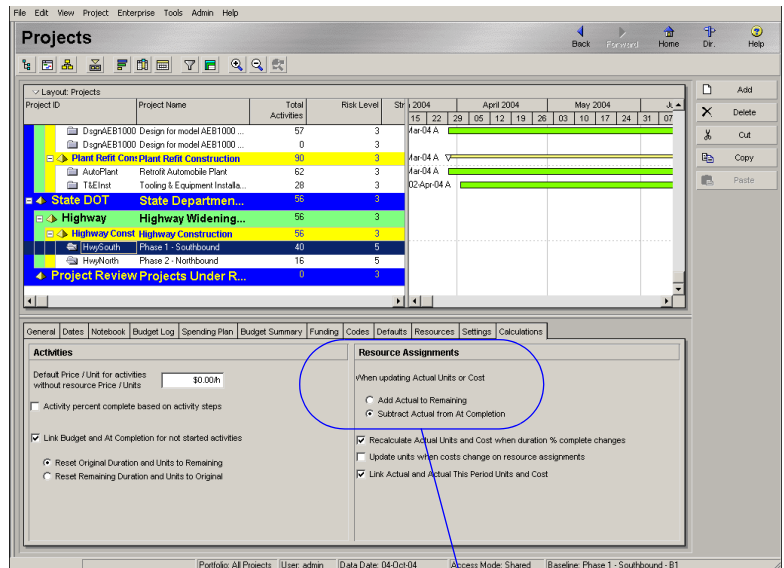 File Edit View Project Enterprise Tools Admin Help
Projects
Back Forward Home Dir. Help
Layout: Projects
Project ID Project Name Total Activities Risk Level Str 2004 April 2004 May 2004 Ju
15 22 29 05 12 19 26 03 10 17 24 31 07
DsgnAEB1000 Design for model AEB1000 ... 57 3 Mar-04 A
DsgnAEB1000 Design for model AEB1000 ... 0 3
Plant Refit Cons Plant Refit Construction 90 3 Mar-04 A
AutoPlant Retrofit Automobile Plant 62 3 Mar-04 A
T&EInst Tooling & Equipment Installa... 28 3 02-Apr-04 A
State DOT State Departmen... 56 3
Highway Highway Widening... 56 3
Highway Const Highway Construction 56 3
HwySouth Phase 1 - Southbound 40 5
HwyNorth Phase 2 - Northbound 16 5
Project Review Projects Under R... 0 3
Add
Delete
Cut
Copy
Paste
General Dates Notebook Budget Log Spending Plan Budget Summary Funding Codes Defaults Resources Settings Calculations
Activities
Default Price / Unit for activities
without resource Price / Units
$0.00/h
Activity percent complete based on activity steps
Link Budget and At Completion for not started activities
Reset Original Duration and Units to Remaining
Reset Remaining Duration and Units to Original
Resource Assignments
When updating Actual Units or Cost
Add Actual to Remaining
Subtract Actual from At Completion
Recalculate Actual Units and Cost when duration % complete changes
Update units when costs change on resource assignments
Link Actual and Actual This Period Units and Cost
Portfolio: All Projects User: admin Data Date: 04-Oct-04 Access Mode: Shared Baseline: Phase 1 - Southbound - B1